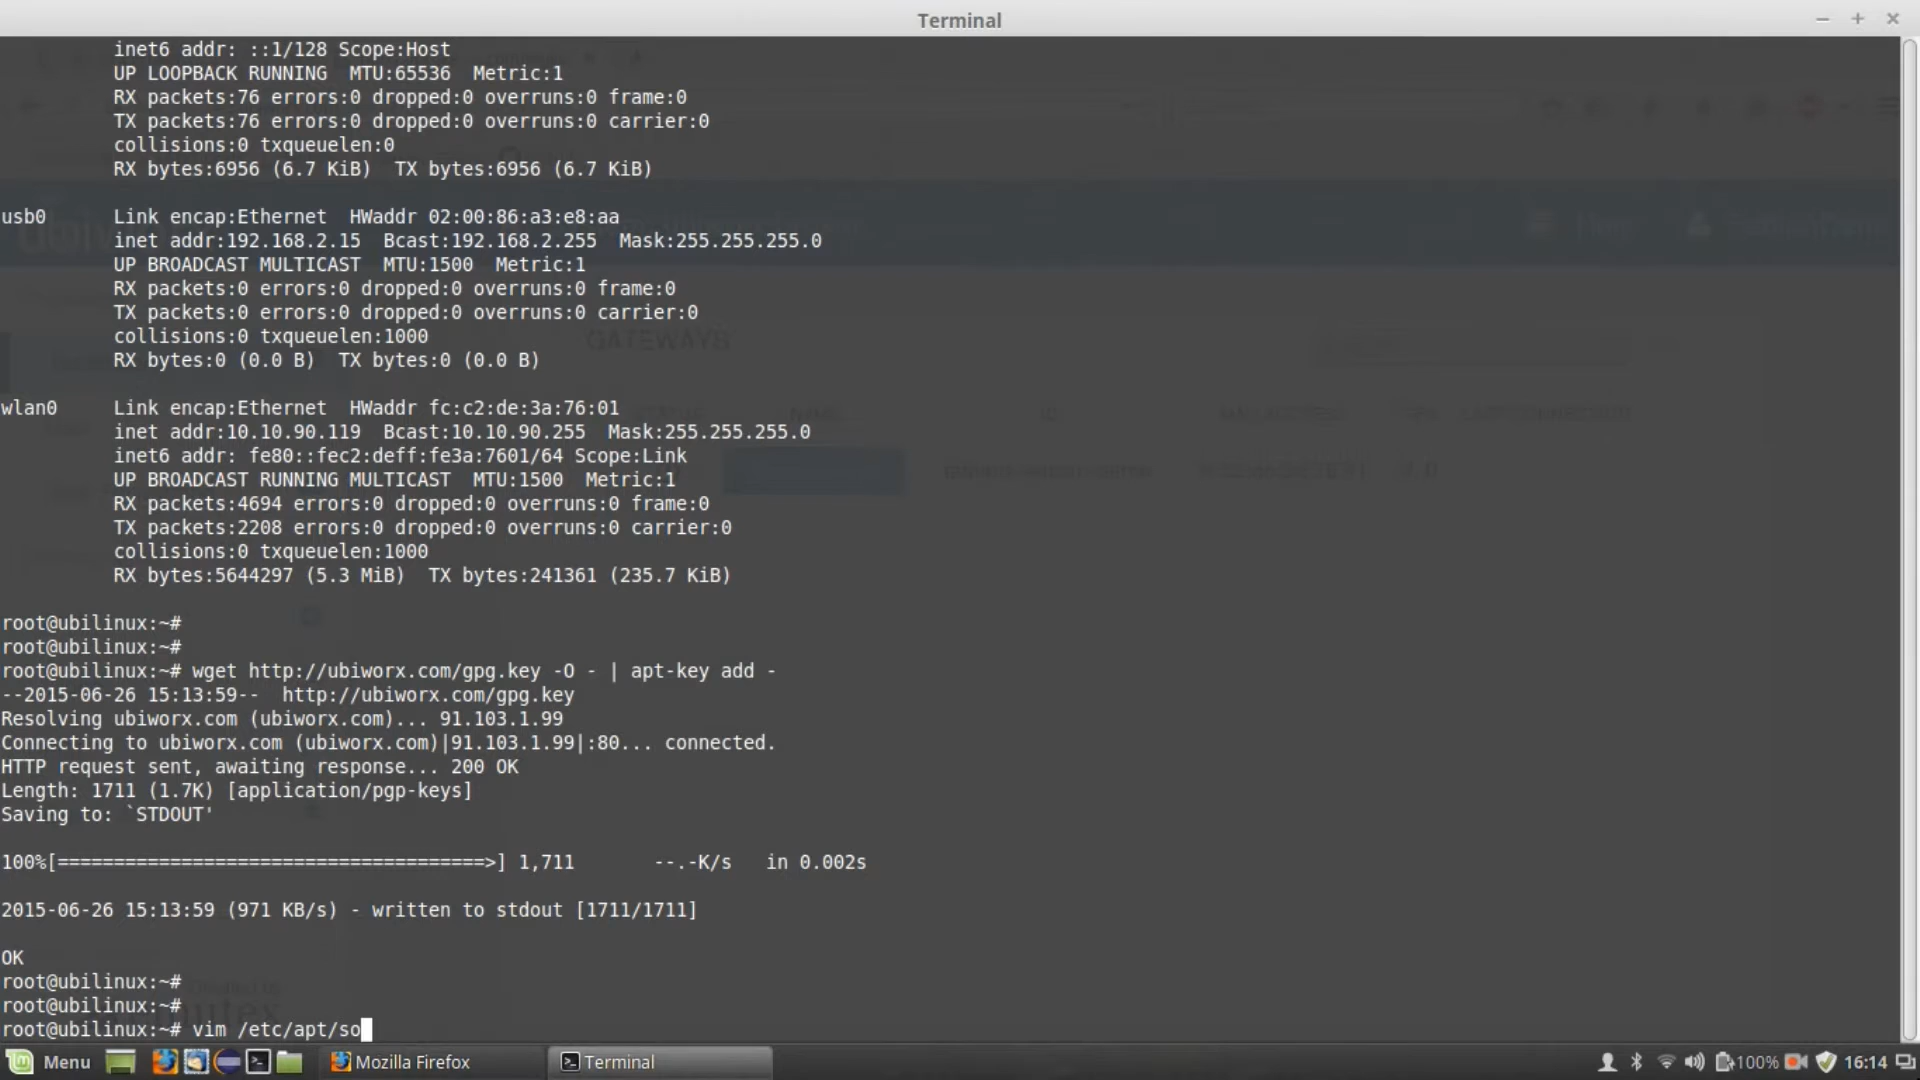 Terminal
inet6 addr: ::1/128 Scope:Host
UP LOOPBACK RUNNING  MTU:65536  Metric:1
RX packets:76 errors:0 dropped:0 overruns:0 frame:0
TX packets:76 errors:0 dropped:0 overruns:0 carrier:0
collisions:0 txqueuelen:0
RX bytes:6956 (6.7 KiB)  TX bytes:6956 (6.7 KiB)
usb0      Link encap:Ethernet  HWaddr 02:00:86:a3:e8:aa
inet addr:192.168.2.15  Bcast:192.168.2.255  Mask:255.255.255.0
UP BROADCAST MULTICAST  MTU:1500  Metric:1
RX packets:0 errors:0 dropped:0 overruns:0 frame:0
TX packets:0 errors:0 dropped:0 overruns:0 carrier:0
collisions:0 txqueuelen:1000
GATEWAYS
RX bytes:0 (0.0 B)  TX bytes:0 (0.0 B)
wlan0     Link encap:Ethernet  HWaddr fc:c2:de:3a:76:01
inet addr:10.10.90.119  Bcast:10.10.90.255  Mask:255.255.255.0
inet6 addr: fe80::fec2:deff:fe3a:7601/64 Scope:Link
UP BROADCAST RUNNING MULTICAST  MTU:1500  Metric:1
RX packets:4694 errors:0 dropped:0 overruns:0 frame:0
TX packets:2208 errors:0 dropped:0 overruns:0 carrier:0
collisions:0 txqueuelen:1000
RX bytes:5644297 (5.3 MiB)  TX bytes:241361 (235.7 KiB)
root@ubilinux:~#
root@ubilinux:~#
root@ubilinux:~# wget http://ubiworx.com/gpg.key -O - | apt-key add -
--2015-06-26 15:13:59--  http://ubiworx.com/gpg.key
Resolving ubiworx.com (ubiworx.com)... 91.103.1.99
Connecting to ubiworx.com (ubiworx.com)|91.103.1.99|:80... connected.
HTTP request sent, awaiting response... 200 OK
Length: 1711 (1.7K) [application/pgp-keys]
Saving to: `STDOUT'
100%[======================================>] 1,711       --.-K/s   in 0.002s
2015-06-26 15:13:59 (971 KB/s) - written to stdout [1711/1711]
OK
root@ubilinux:~#
root@ubilinux:~#
root@ubilinux:~# vim /etc/apt/so
Menu
Mozilla Firefox
Terminal
100%
16:14